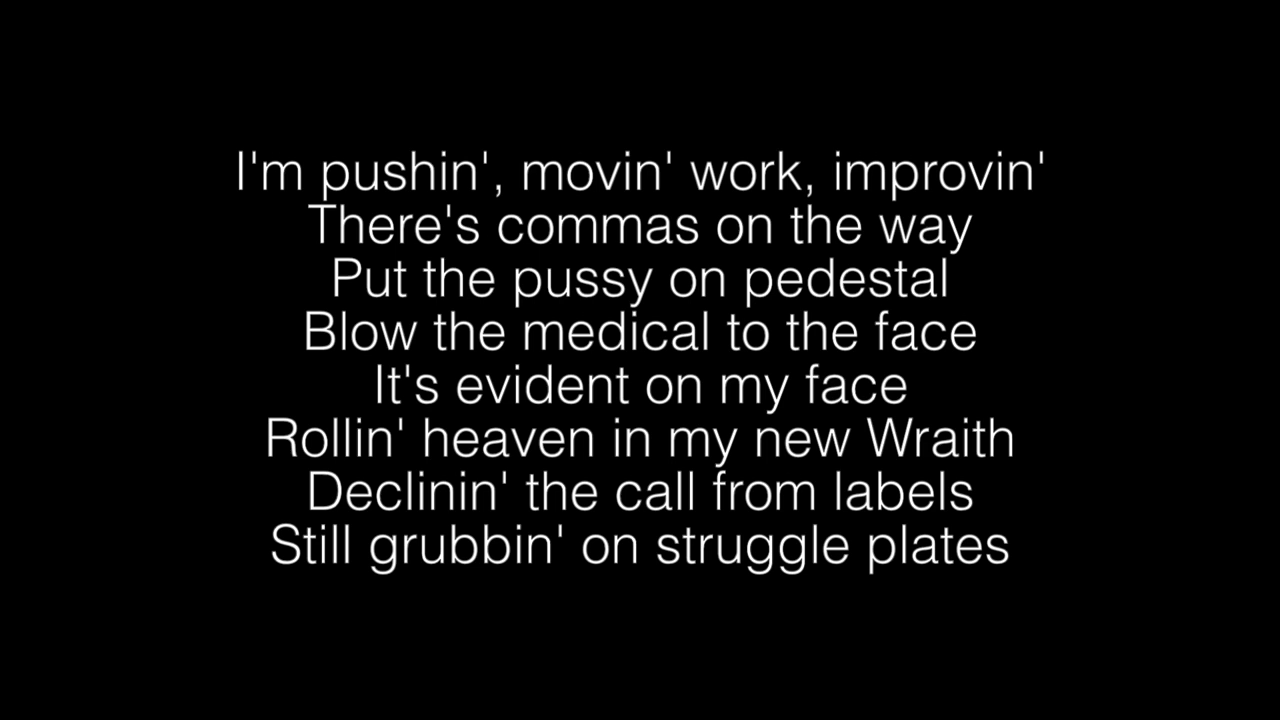 I'm pushin', movin' work, improvin'
There's commas on the way
Put the pussy on pedestal
Blow the medical to the face
It's evident on my face
Rollin' heaven in my new Wraith
Declinin' the call from labels
Still grubbin' on struggle plates